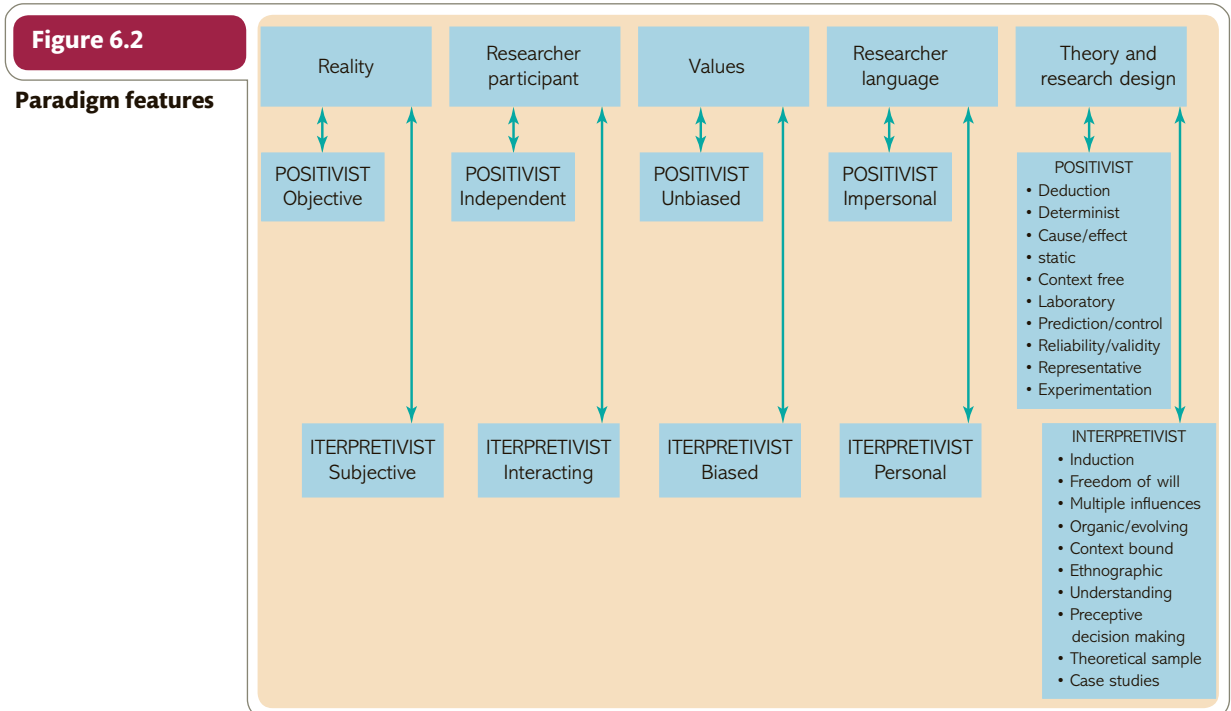 Figure 6.2
Paradigm features
Reality
Researcher
participant
Values
Researcher
language
Theory and
research design
POSITIVIST
Objective
POSITIVIST
Independent
POSITIVIST
Unbiased
POSITIVIST
Impersonal
POSITIVIST
• Deduction
• Determinist
• Cause/effect
• static
• Context free
• Laboratory
• Prediction/control
• Reliability/validity
• Representative
• Experimentation
ITERPRETIVIST
Subjective
ITERPRETIVIST
Interacting
ITERPRETIVIST
Biased
ITERPRETIVIST
Personal
INTERPRETIVIST
• Induction
• Freedom of will
• Multiple influences
• Organic/evolving
• Context bound
• Ethnographic
• Understanding
• Preceptive
decision making
• Theoretical sample
• Case studies